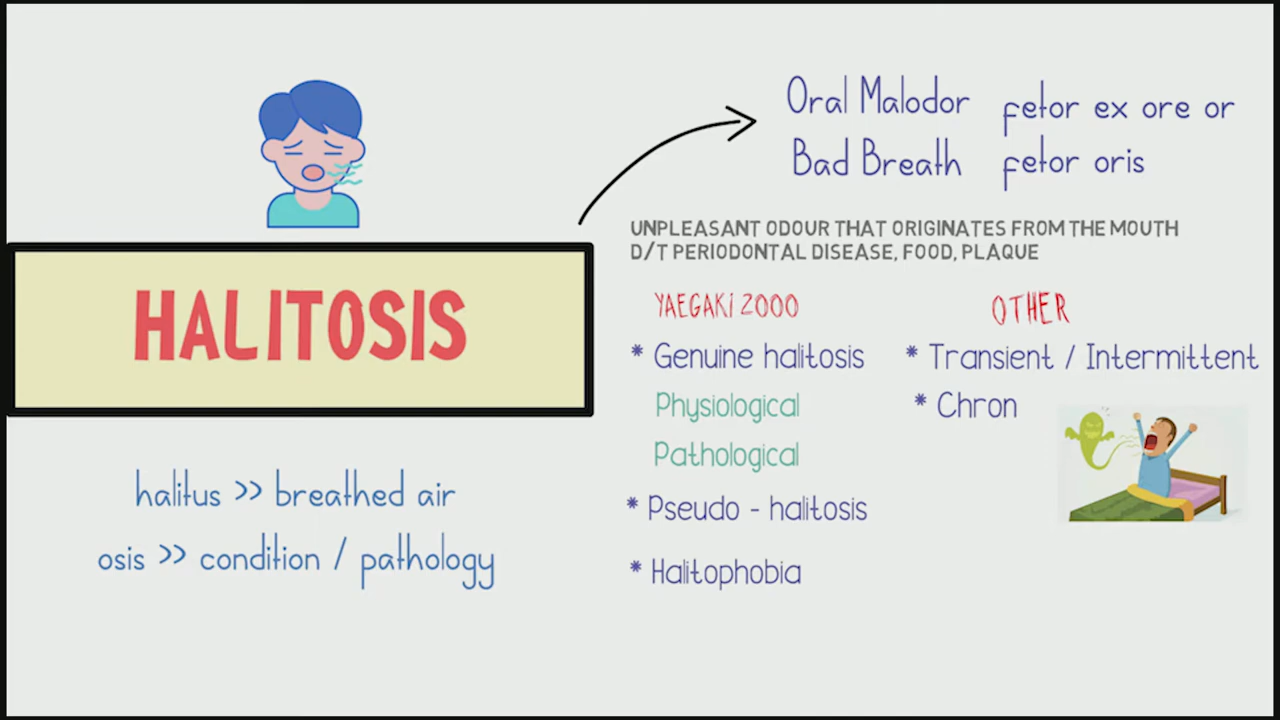 Oral Malodor
Bad Breath
fetor ex ore or
fetor oris
UNPLEASANT ODOUR THAT ORIGINATES FROM THE MOUTH
D/T PERIODONTAL DISEASE, FOOD, PLAQUE
HALITOSIS
halitus >> breathed air
osis >> condition / pathology
YAEGAKI 2000
* Genuine halitosis
Physiological
Pathological
* Pseudo - halitosis
* Halitophobia
OTHER
* Transient / Intermittent
* Chron